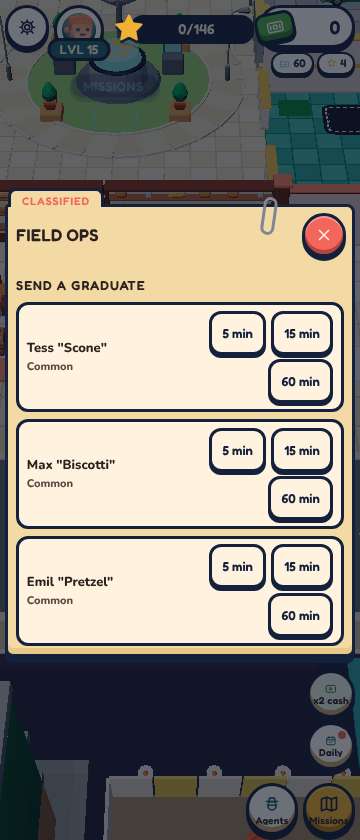 LVL 15
0/146
0
60
4
MISSIONS
CLASSIFIED
FIELD OPS
SEND A GRADUATE
Tess "Scone"
Common
5 min
15 min
60 min
Max "Biscotti"
Common
5 min
15 min
60 min
Emil "Pretzel"
Common
5 min
15 min
60 min
x2 cash
Daily
Agents
Missions